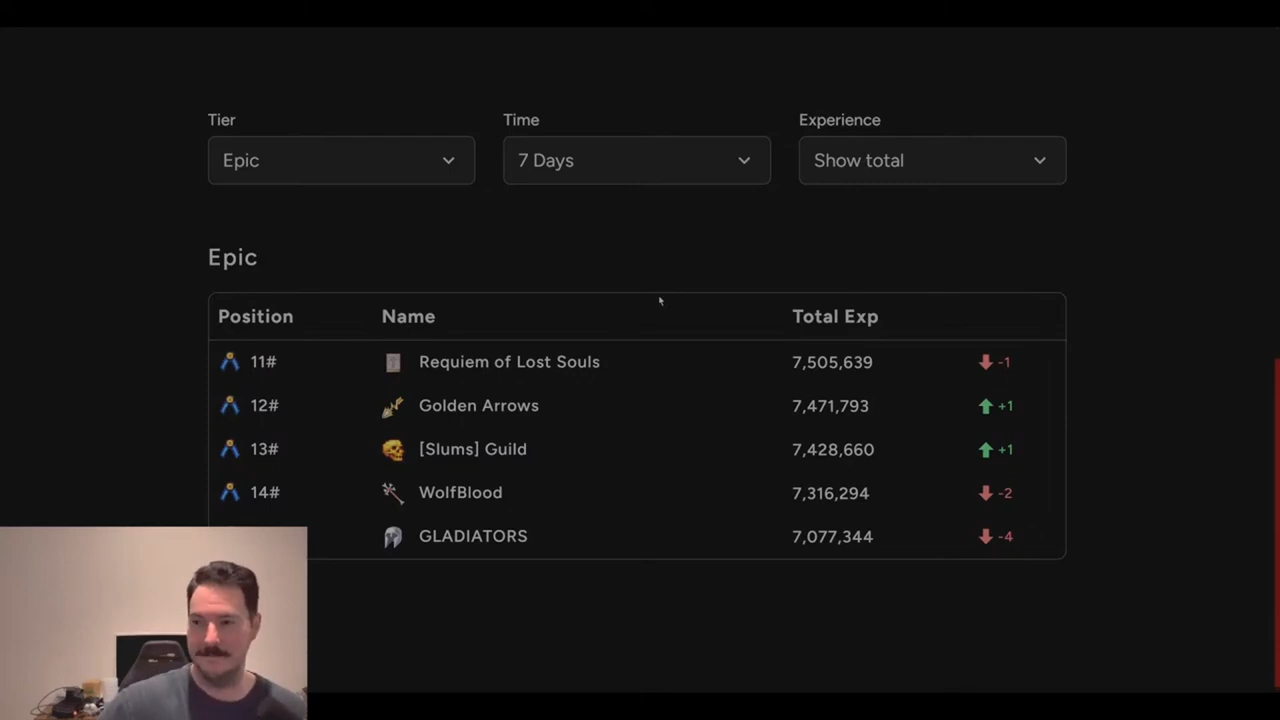 Tier Time Experience
Epic 7 Days Show total
Epic
Position Name Total Exp
11# Requiem of Lost Souls 7,505,639 -1
12# Golden Arrows 7,471,793 +1
13# [Slums] Guild 7,428,660 +1
14# WolfBlood 7,316,294 -2
GLADIATORS 7,077,344 -4